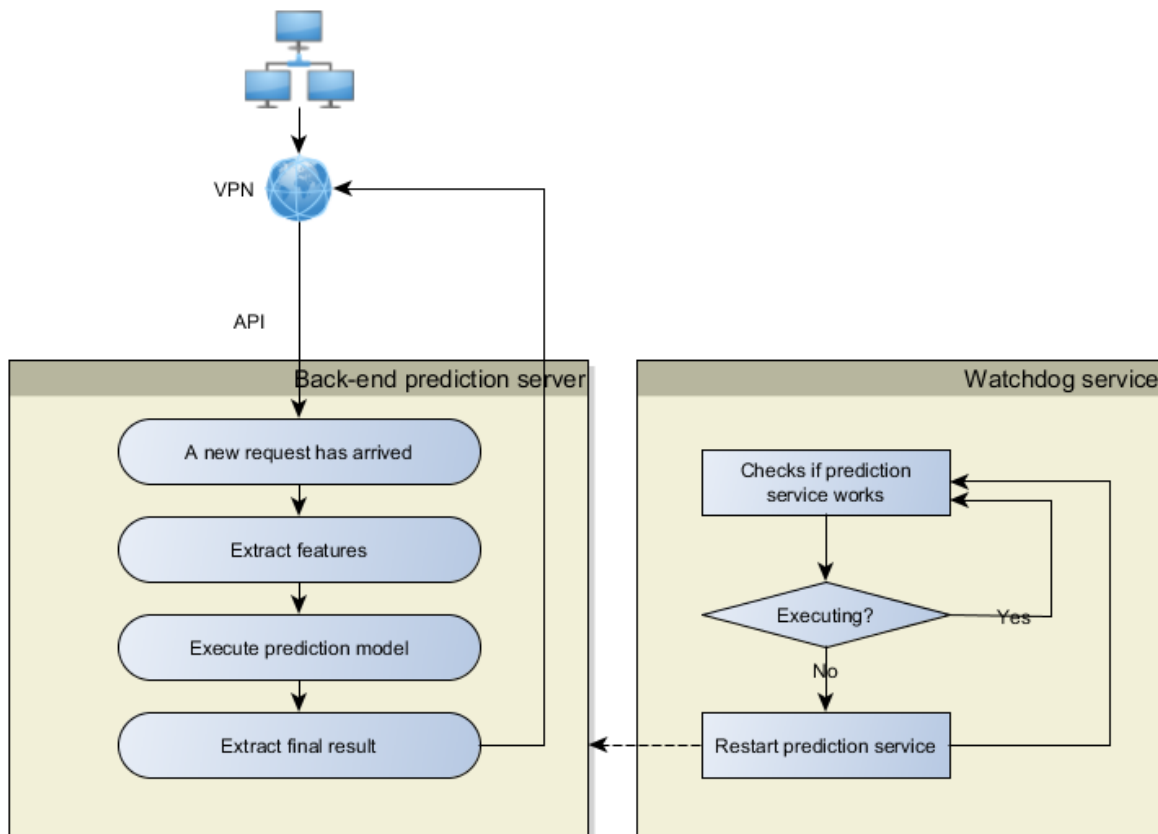 VPN
API
Back-end prediction server
A new request has arrived
Extract features
Execute prediction model
Extract final result
Watchdog service
Checks if prediction
service works
Executing?
Yes
No
Restart prediction service